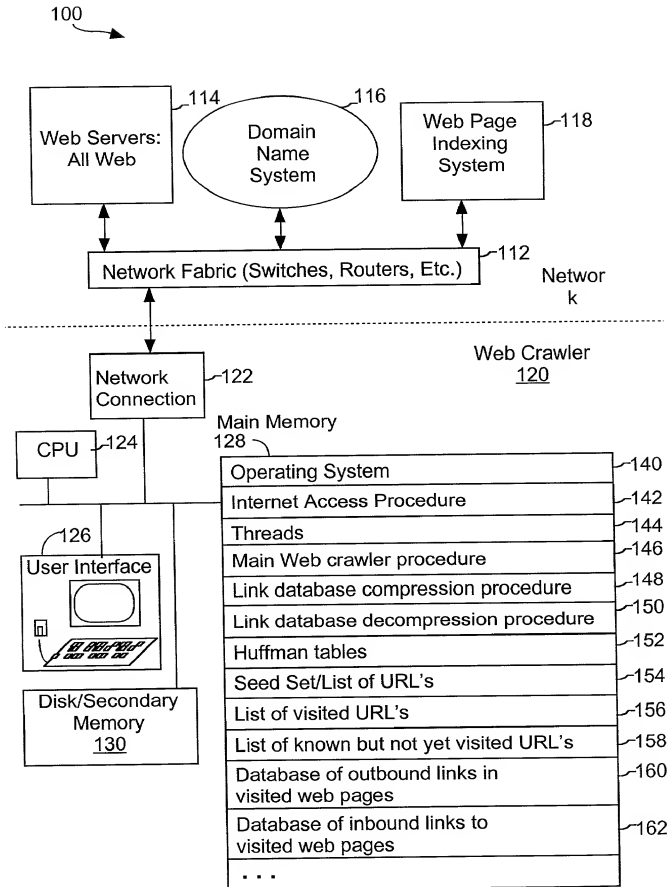 100
114
116
118
Web Servers:
All Web
Domain
Name
System
Web Page
Indexing
System
Network Fabric (Switches, Routers, Etc.)
112
Networ
k
Network
Connection
122
Web Crawler
120
CPU
124
Main Memory
128
Operating System
140
Internet Access Procedure
142
Threads
144
Main Web crawler procedure
146
Link database compression procedure
148
Link database decompression procedure
150
Huffman tables
152
Seed Set/List of URL's
154
List of visited URL's
156
List of known but not yet visited URL's
158
Database of outbound links in
visited web pages
160
Database of inbound links to
visited web pages
162
. . .
126
User Interface
Disk/Secondary
Memory
130